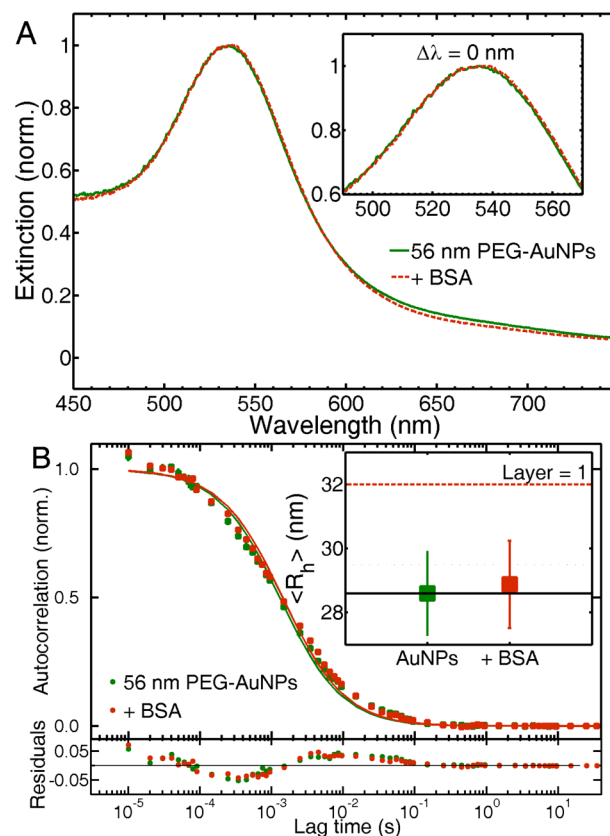 A
Extinction (norm.)
1
0.8
0.6
0.4
0.2
0
Δλ = 0 nm
1
0.8
0.6
500 520 540 560
56 nm PEG-AuNPs
+ BSA
450 500 550 600 650 700
Wavelength (nm)
B
Autocorrelation (norm.)
1.0
0.5
0.0
<R_h> (nm)
32
30
28
Layer = 1
AuNPs + BSA
56 nm PEG-AuNPs
+ BSA
Residuals
0.05
-0.05
10⁻⁵ 10⁻⁴ 10⁻³ 10⁻² 10⁻¹ 10⁰ 10¹
Lag time (s)